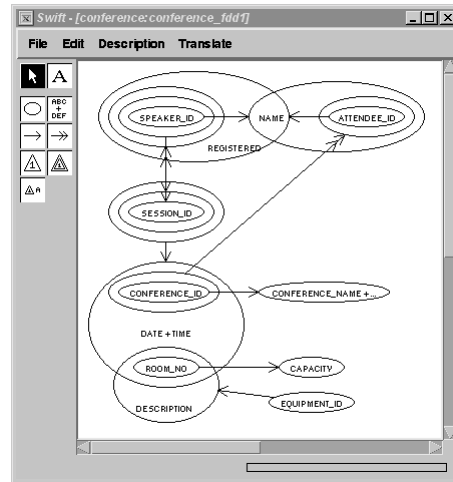 Swift - [conference:conference_fdd1]
File Edit Description Translate
A
ABC
+
DEF
1
A
SPEAKER_ID
NAME
ATTENDEE_ID
REGISTERED
SESSION_ID
CONFERENCE_ID
CONFERENCE_NAME +...
DATE + TIME
ROOM_NO
CAPACITY
DESCRIPTION
EQUIPMENT_ID